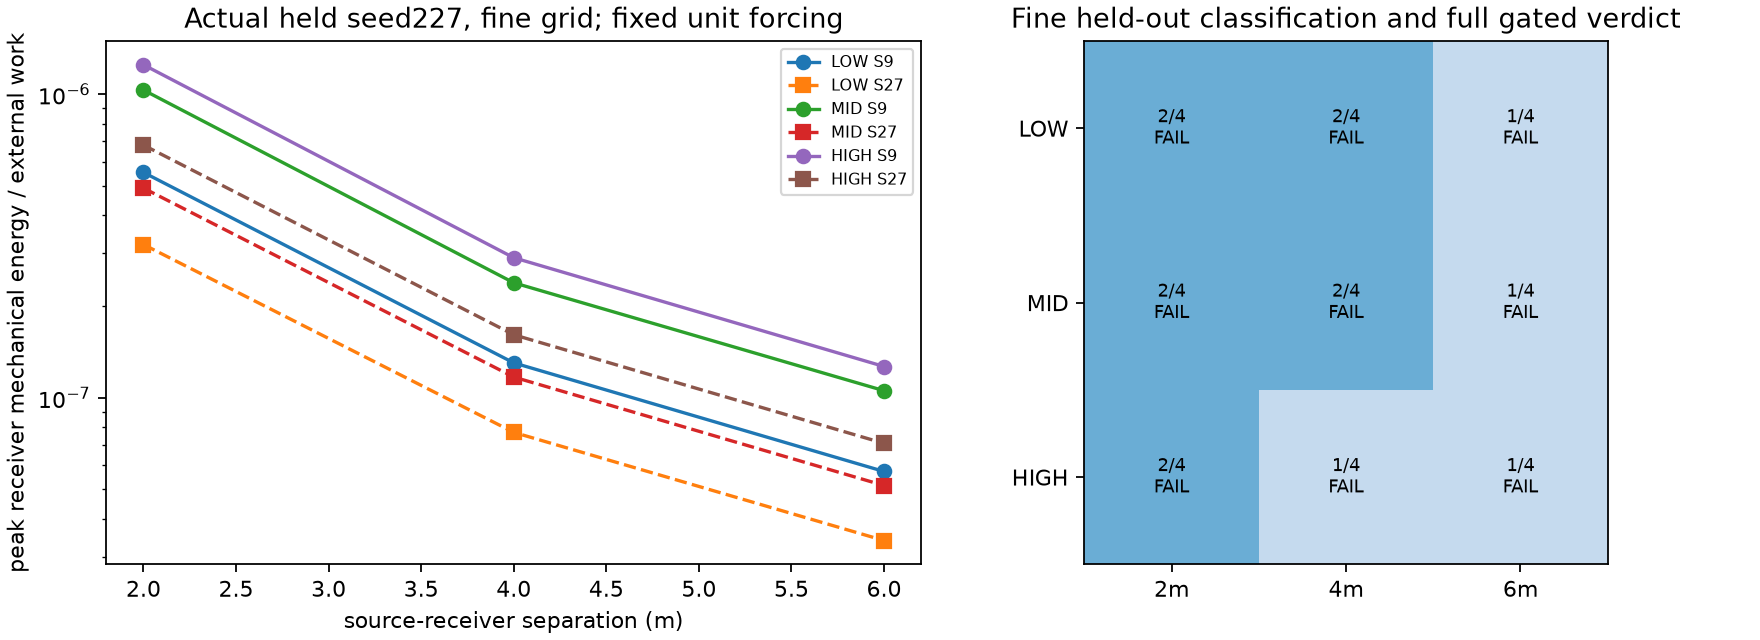 Actual held seed227, fine grid; fixed unit forcing
peak receiver mechanical energy / external work
10⁻⁶
10⁻⁷
LOW S9
LOW S27
MID S9
MID S27
HIGH S9
HIGH S27
2.0 2.5 3.0 3.5 4.0 4.5 5.0 5.5 6.0
source-receiver separation (m)
Fine held-out classification and full gated verdict
LOW
2/4
FAIL
2/4
FAIL
1/4
FAIL
MID
2/4
FAIL
2/4
FAIL
1/4
FAIL
HIGH
2/4
FAIL
1/4
FAIL
1/4
FAIL
2m 4m 6m